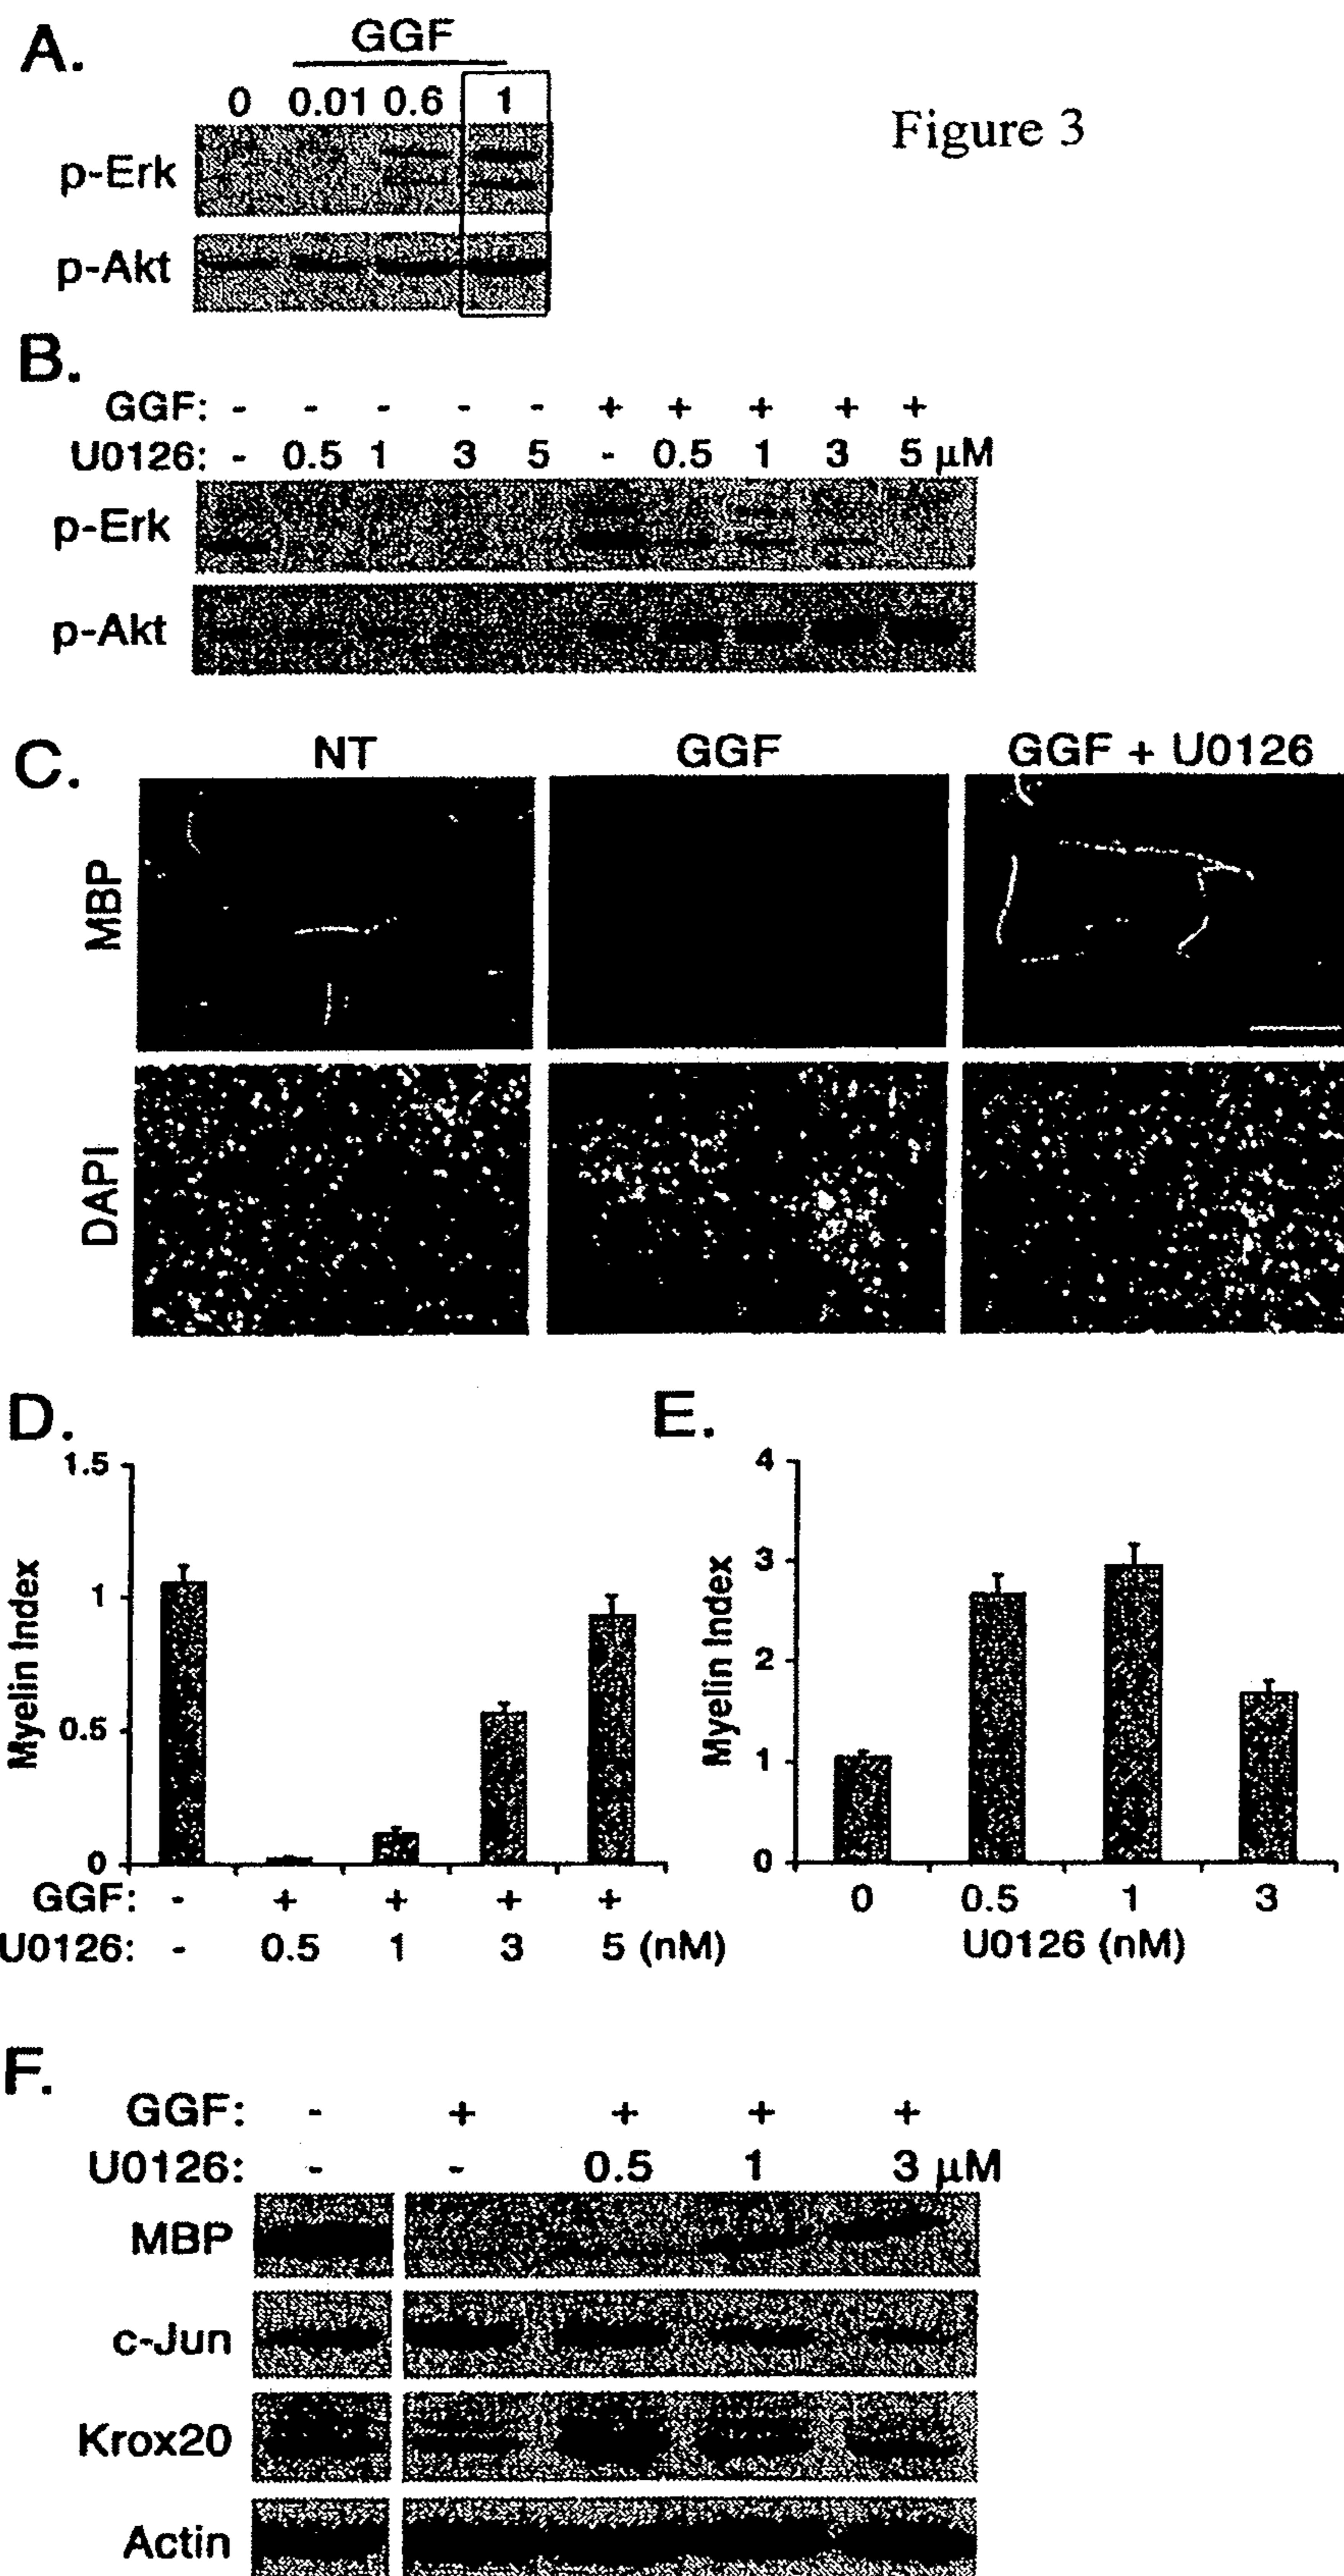 A.
GGF
0 0.01 0.6 1
Figure 3
p-Erk
p-Akt
B.
GGF: - - - - - + + + + +
U0126: - 0.5 1 3 5 - 0.5 1 3 5 μM
p-Erk
p-Akt
C.
NT GGF GGF + U0126
MBP
DAPI
D.
1.5
1
0.5
0
Myelin Index
GGF: - + + + +
U0126: - 0.5 1 3 5 (nM)
E.
4
3
2
1
0
Myelin Index
0 0.5 1 3
U0126 (nM)
F.
GGF: - + + + +
U0126: - - 0.5 1 3 μM
MBP
c-Jun
Krox20
Actin